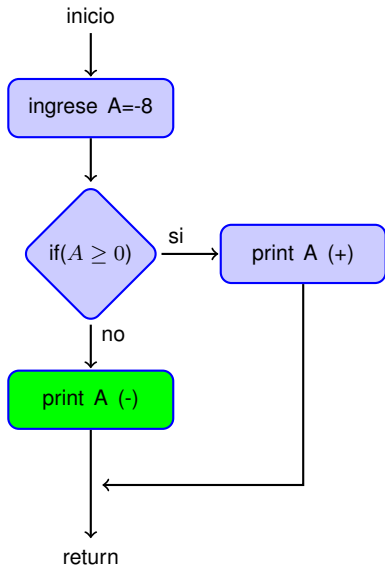 inicio
ingrese A=-8
if(A ≥ 0)
si
print A (+)
no
print A (-)
return